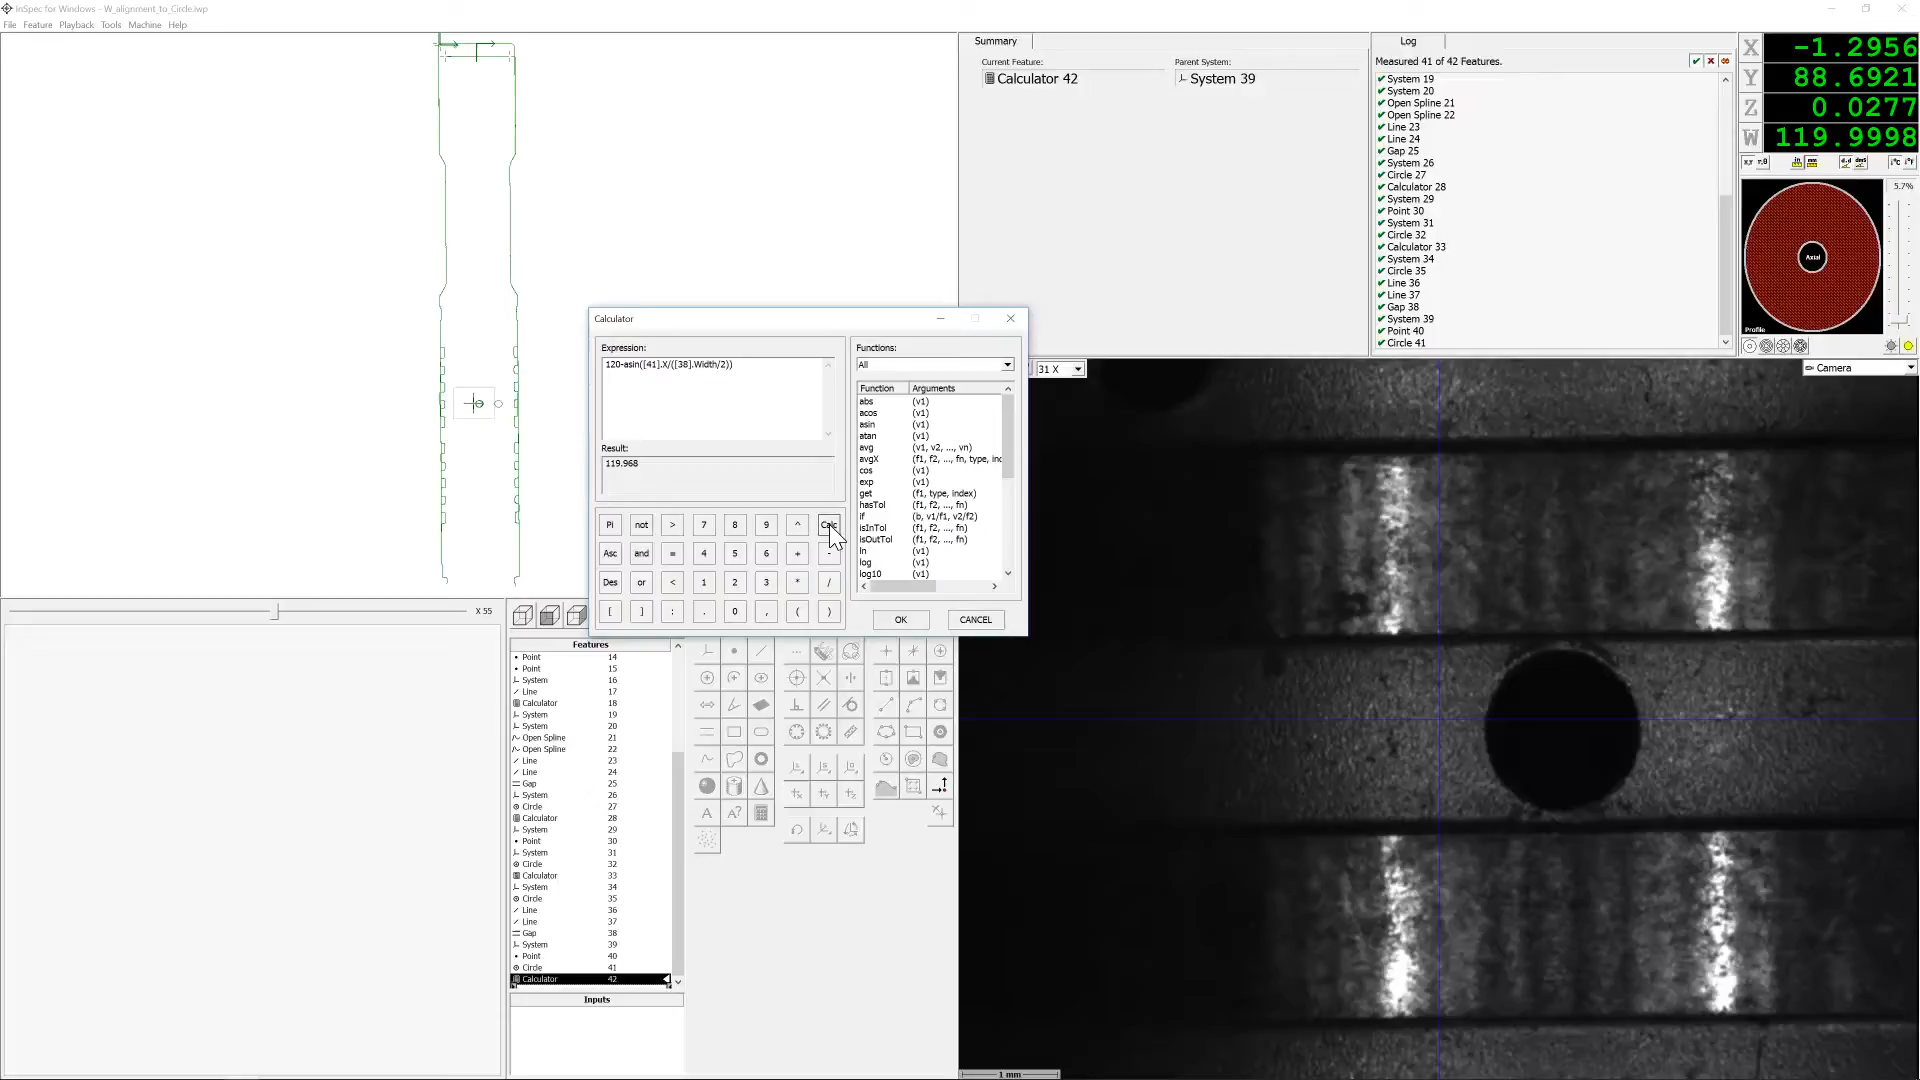 InSpec for Windows - W_alignment_to_Circle.iwp
File Feature Playback Tools Machine Help
Summary
Current Feature:
Calculator 42
Parent System:
System 39
Log
Measured 41 of 42 Features.
System 19
System 20
Open Spline 21
Open Spline 22
Line 23
Line 24
Gap 25
System 26
Circle 27
Calculator 28
System 29
Point 30
System 31
Circle 32
Calculator 33
System 34
Circle 35
Line 36
Line 37
Gap 38
System 39
Point 40
Circle 41
X -1.2956
Y 88.6921
Z 0.0277
W 119.9998
x,y r,θ in mm d.d dms °C °F
5.7%
Axial
Profile
31 X
Camera
Calculator
Expression:
120-asin([41].X/([38].Width/2))
Result:
119.968
Pi not > 7 8 9 ^ Calc
Asc and = 4 5 6 + -
Des or < 1 2 3 * /
[ ] : . 0 , ( )
Functions:
All
Function Arguments
abs (v1)
acos (v1)
asin (v1)
atan (v1)
avg (v1, v2, ..., vn)
avgX (f1, f2, ..., fn, type, inc
cos (v1)
exp (v1)
get (f1, type, index)
hasTol (f1, f2, ..., fn)
if (b, v1/f1, v2/f2)
isInTol (f1, f2, ..., fn)
isOutTol (f1, f2, ..., fn)
ln (v1)
log (v1)
log10 (v1)
OK CANCEL
X 55
Features
Point 14
Point 15
System 16
Line 17
Calculator 18
System 19
System 20
Open Spline 21
Open Spline 22
Line 23
Line 24
Gap 25
System 26
Circle 27
Calculator 28
System 29
Point 30
System 31
Circle 32
Calculator 33
System 34
Circle 35
Line 36
Line 37
Gap 38
System 39
Point 40
Circle 41
Calculator 42
Inputs
A A?
1 mm